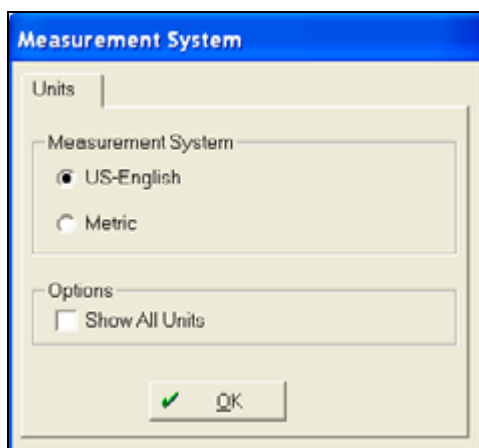 Measurement System
Units
Measurement System
US-English
Metric
Options
Show All Units
OK